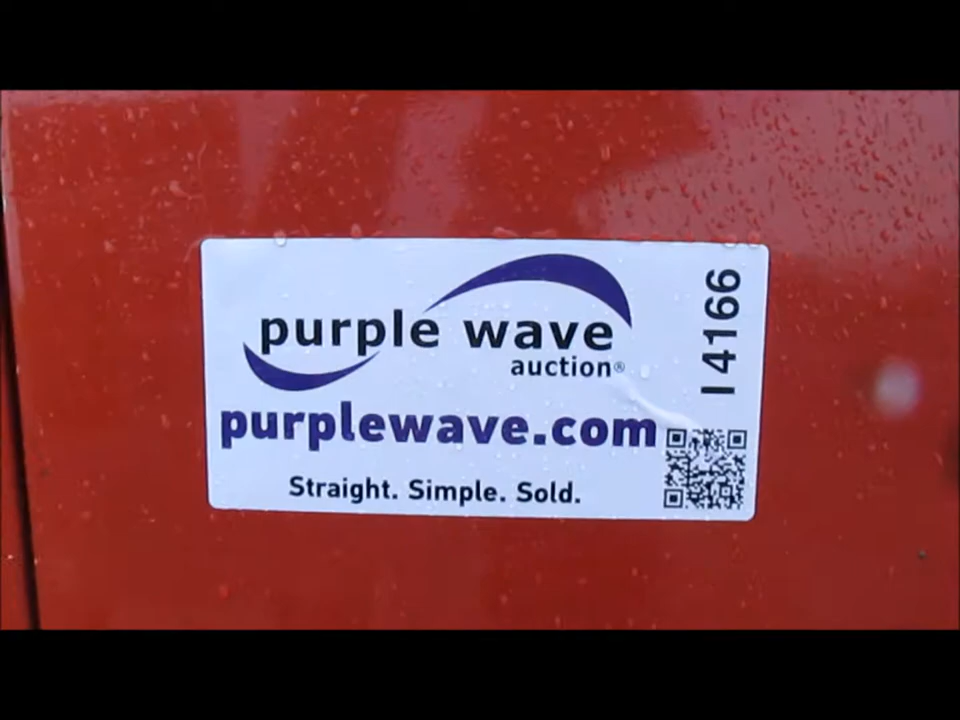 purple wave
auction®
purplewave.com
Straight. Simple. Sold.
I4166